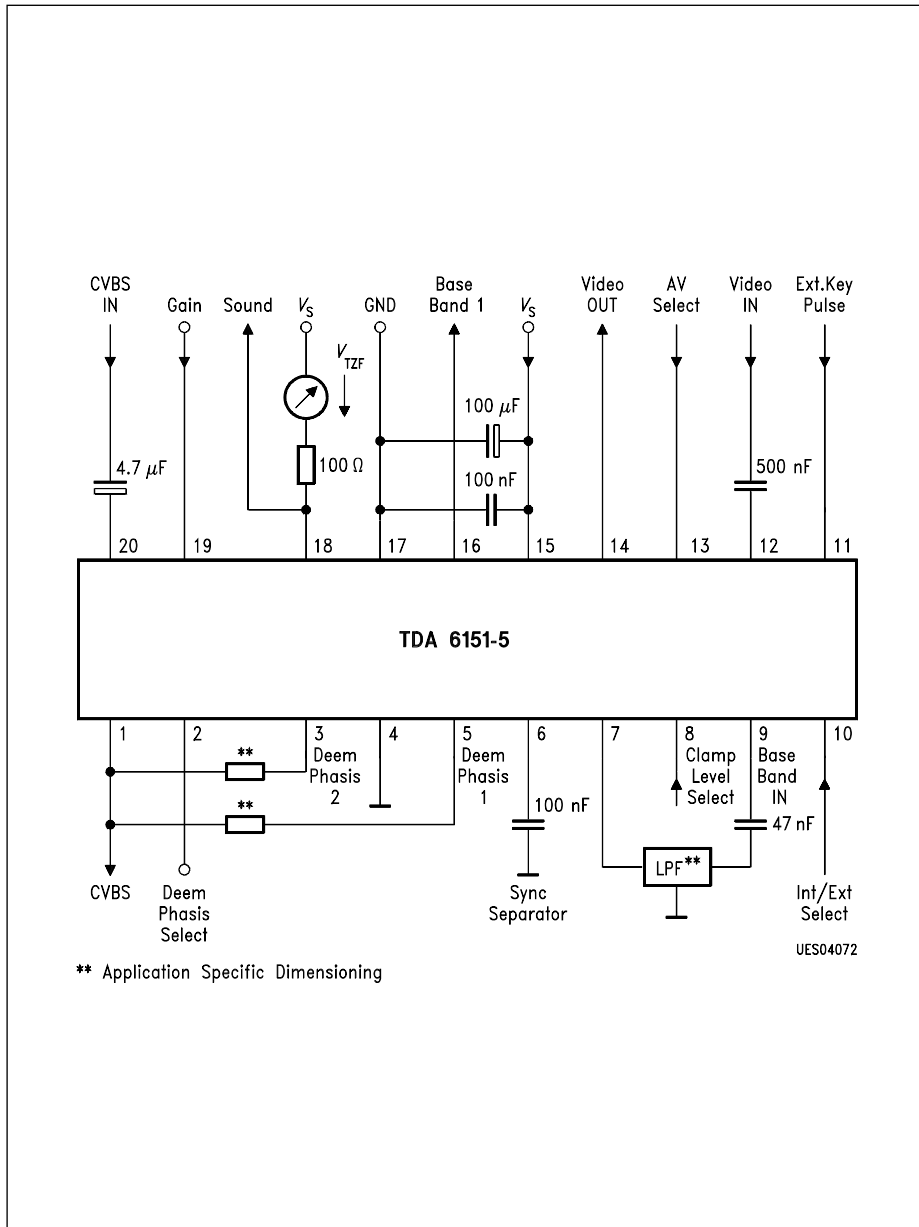 CVBS IN
Gain
Sound
V_S
GND
Base Band 1
V_S
Video OUT
AV Select
Video IN
Ext.Key Pulse
V_TZF
100 µF
4.7 µF
100 Ω
100 nF
500 nF
20 19 18 17 16 15 14 13 12 11
TDA 6151-5
1 2 3 4 5 6 7 8 9 10
**
Deem Phasis 2
Deem Phasis 1
Clamp Level Select
Base Band IN
**
100 nF
47 nF
LPF**
CVBS
Deem Phasis Select
Sync Separator
Int/Ext Select
UES04072
** Application Specific Dimensioning